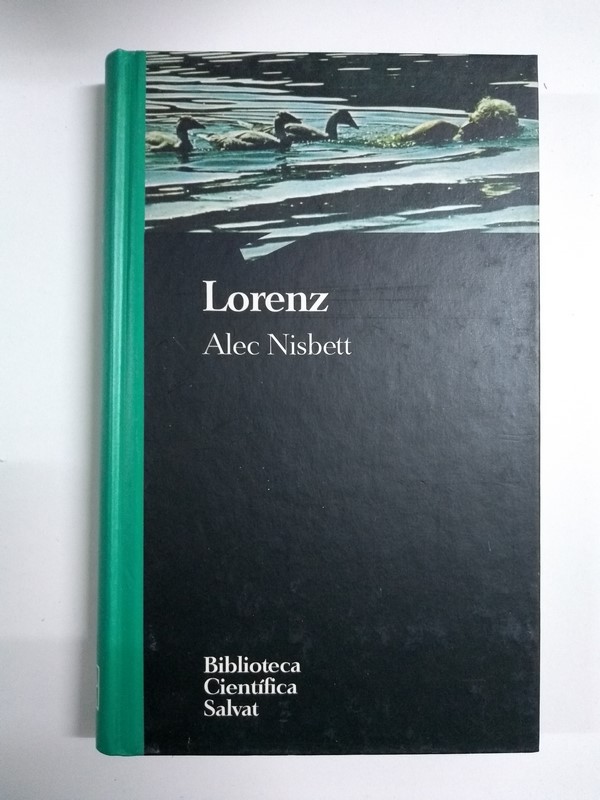 Lorenz
Alec Nisbett
Biblioteca
Científica
Salvat